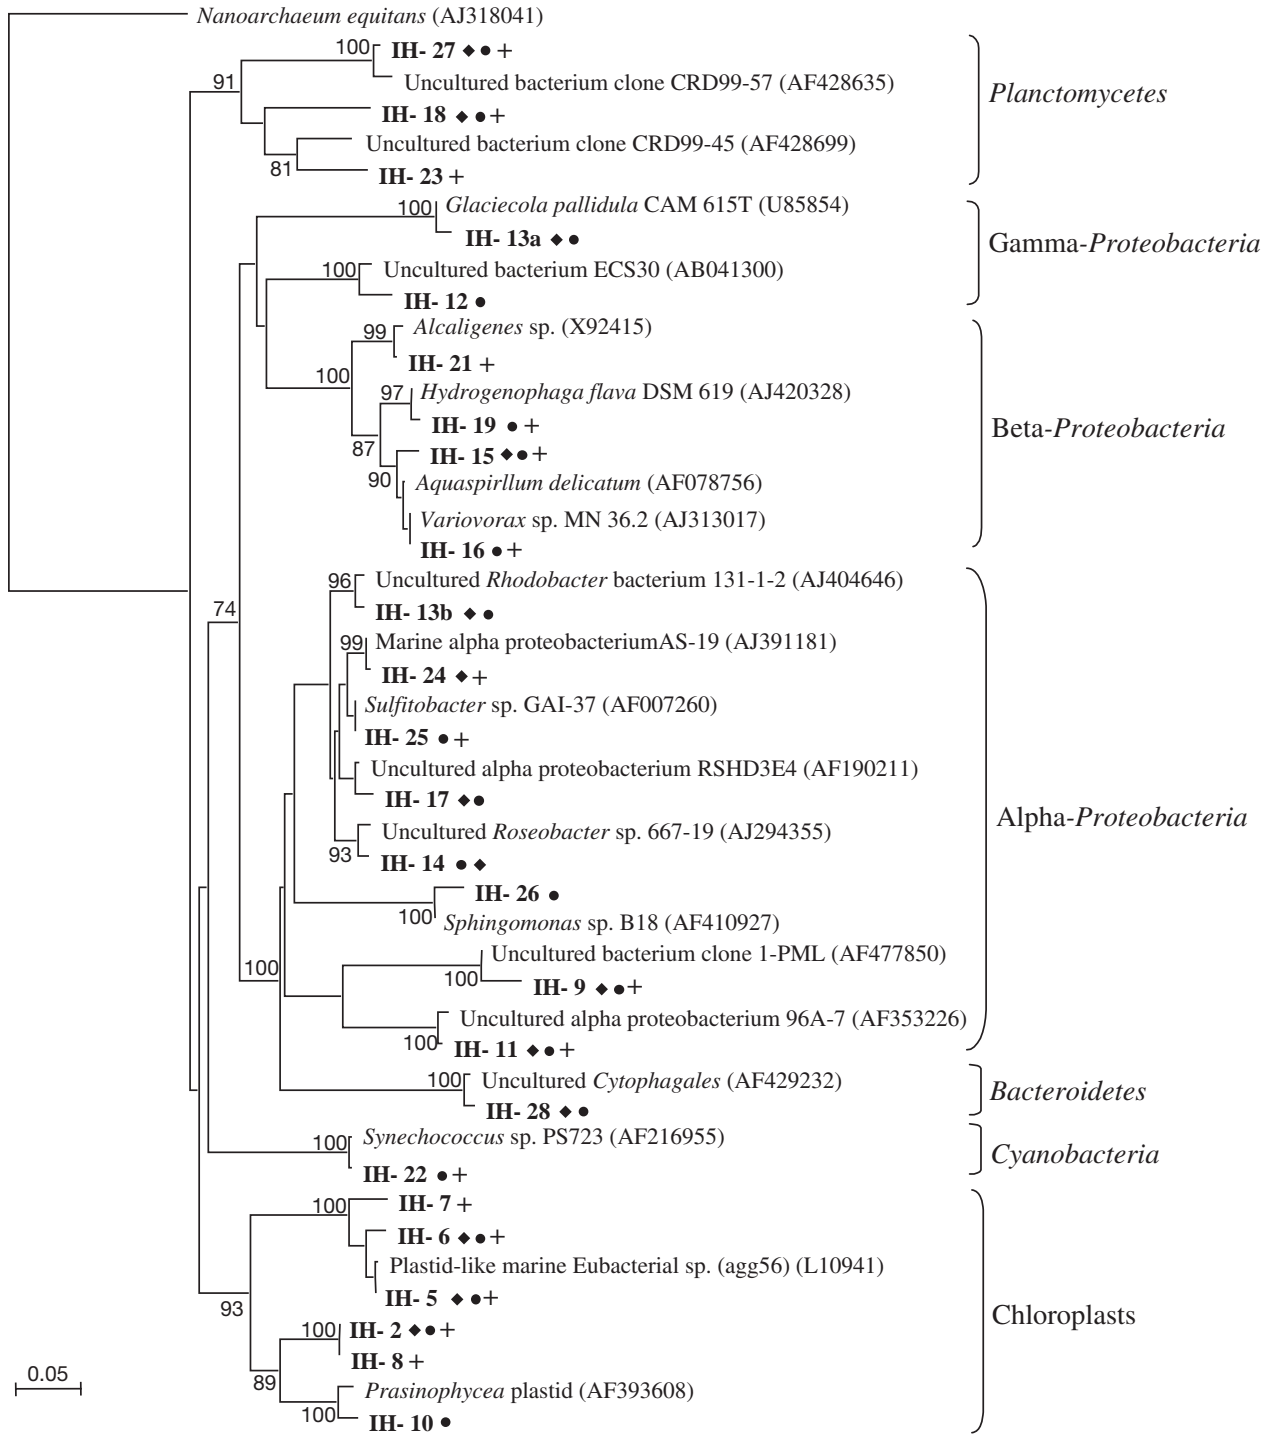 Nanoarchaeum equitans (AJ318041)
100 IH- 27 ◆ ● +
91 Uncultured bacterium clone CRD99-57 (AF428635)
Planctomycetes
IH- 18 ◆ ● +
Uncultured bacterium clone CRD99-45 (AF428699)
81 IH- 23 +
100 Glaciecola pallidula CAM 615T (U85854)
IH- 13a ◆ ●
Gamma-Proteobacteria
100 Uncultured bacterium ECS30 (AB041300)
IH- 12 ●
99 Alcaligenes sp. (X92415)
IH- 21 +
100
97 Hydrogenophaga flava DSM 619 (AJ420328)
IH- 19 ● +
Beta-Proteobacteria
87 IH- 15 ◆ ● +
90 Aquaspirllum delicatum (AF078756)
Variovorax sp. MN 36.2 (AJ313017)
IH- 16 ● +
96 Uncultured Rhodobacter bacterium 131-1-2 (AJ404646)
74 IH- 13b ◆ ●
99 Marine alpha proteobacteriumAS-19 (AJ391181)
IH- 24 ◆ +
Sulfitobacter sp. GAI-37 (AF007260)
IH- 25 ● +
Uncultured alpha proteobacterium RSHD3E4 (AF190211)
IH- 17 ◆ ●
Alpha-Proteobacteria
Uncultured Roseobacter sp. 667-19 (AJ294355)
93 IH- 14 ● ◆
IH- 26 ●
100 Sphingomonas sp. B18 (AF410927)
Uncultured bacterium clone 1-PML (AF477850)
100
100 IH- 9 ◆ ● +
Uncultured alpha proteobacterium 96A-7 (AF353226)
100 IH- 11 ◆ ● +
100 Uncultured Cytophagales (AF429232)
Bacteroidetes
IH- 28 ◆ ●
100 Synechococcus sp. PS723 (AF216955)
Cyanobacteria
IH- 22 ● +
100 IH- 7 +
IH- 6 ◆ ● +
Plastid-like marine Eubacterial sp. (agg56) (L10941)
IH- 5 ◆ ● +
93
Chloroplasts
100 IH- 2 ◆ ● +
IH- 8 +
0.05
89
Prasinophycea plastid (AF393608)
100 IH- 10 ●